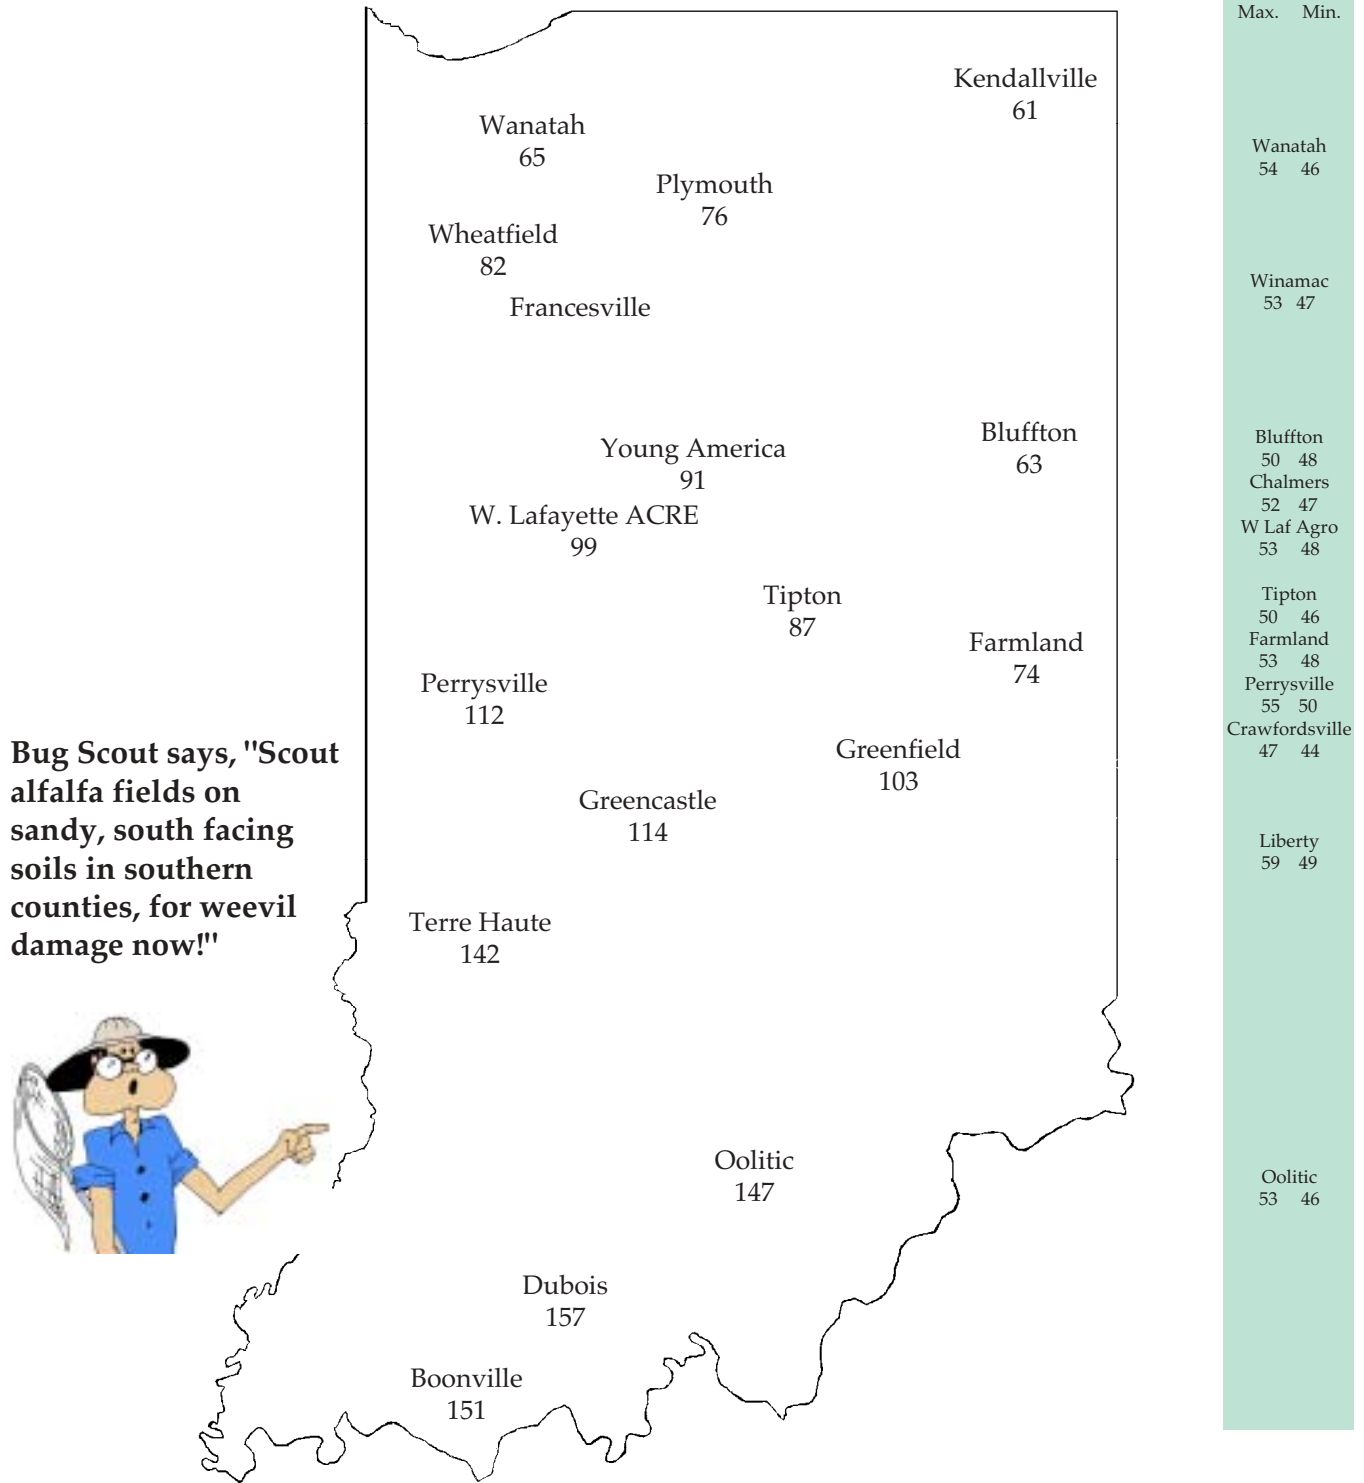 Max. Min.
Kendallville
61
Wanatah
65
Plymouth
76
Wheatfield
82
Francesville
Young America
91
Bluffton
63
W. Lafayette ACRE
99
Tipton
87
Farmland
74
Perrysville
112
Greenfield
103
Greencastle
114
Terre Haute
142
Oolitic
147
Dubois
157
Boonville
151
Bug Scout says, "Scout
alfalfa fields on
sandy, south facing
soils in southern
counties, for weevil
damage now!"
Wanatah
54 46
Winamac
53 47
Bluffton
50 48
Chalmers
52 47
W Laf Agro
53 48
Tipton
50 46
Farmland
53 48
Perrysville
55 50
Crawfordsville
47 44
Liberty
59 49
Oolitic
53 46